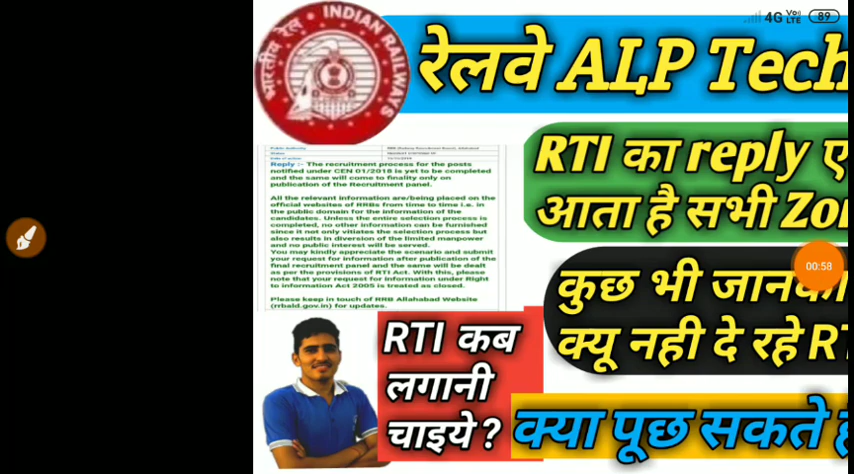 4G VoLTE 89
भारतीय रेल INDIAN RAILWAYS
रेलवे ALP Tech
RTI का reply ए
आता है सभी Zo
Reply :- The recruitment process for the posts
notified under CEN 01/2018 is yet to be completed
and the same will come to finality only on
publication of the Recruitment panel.
All the relevant information are/being placed on the
official websites of RRBs from time to time i.e. in
the public domain for the information of the
candidates. Unless the entire selection process is
completed, no other information can be furnished
since it not only vitiates the selection process but
also results in diversion of the limited manpower
and no public interest will be served.
You may kindly appreciate the scenario and submit
your request for information after publication of the
final recruitment panel and the same will be dealt
as per the provisions of RTI Act. With this, please
note that your request for information under Right
to information Act 2005 is treated as closed.
Please keep in touch of RRB Allahabad Website
(rrbald.gov.in) for updates.
00:58
कुछ भी जानका
क्यू नही दे रहे R
RTI कब
लगानी
चाइये ?
क्या पूछ सकते ह